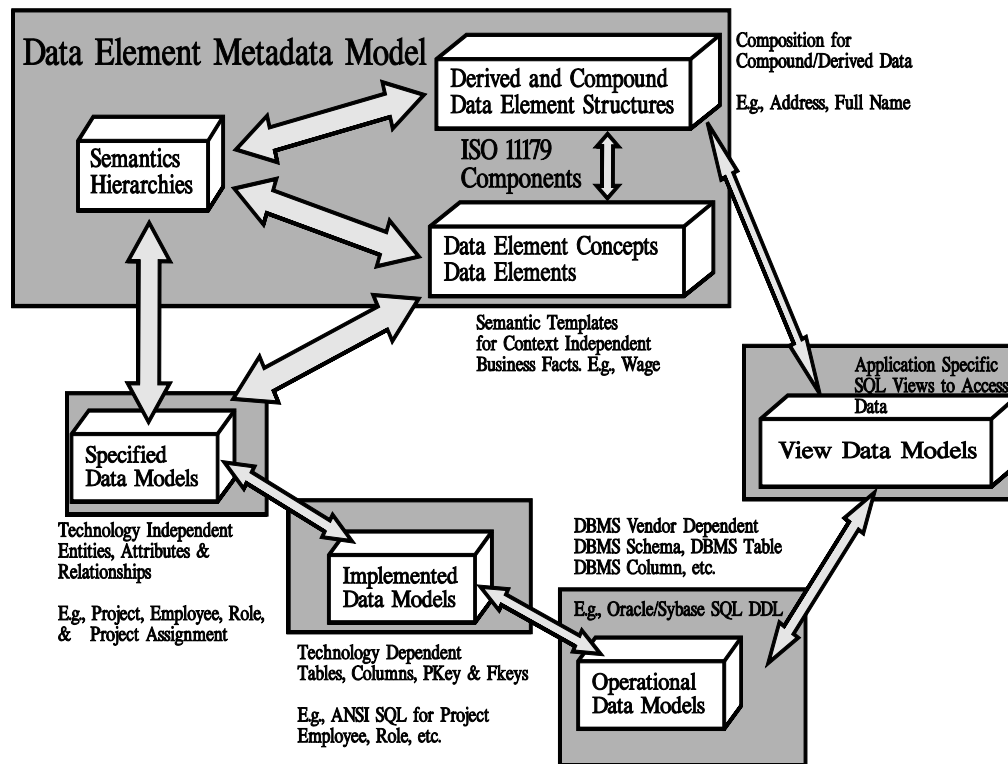 Data Element Metadata Model
Derived and Compound
Data Element Structures
Composition for
Compound/Derived Data
E.g., Address, Full Name
Semantics
Hierarchies
ISO 11179
Components
Data Element Concepts
Data Elements
Semantic Templates
for Context Independent
Business Facts. E.g., Wage
Application Specific
SQL Views to Access
Data
View Data Models
Specified
Data Models
Technology Independent
Entities, Attributes &
Relationships
E.g., Project, Employee, Role,
& Project Assignment
Implemented
Data Models
Technology Dependent
Tables, Columns, PKey & Fkeys
E.g., ANSI SQL for Project
Employee, Role, etc.
DBMS Vendor Dependent
DBMS Schema, DBMS Table
DBMS Column, etc.
E.g., Oracle/Sybase SQL DDL
Operational
Data Models